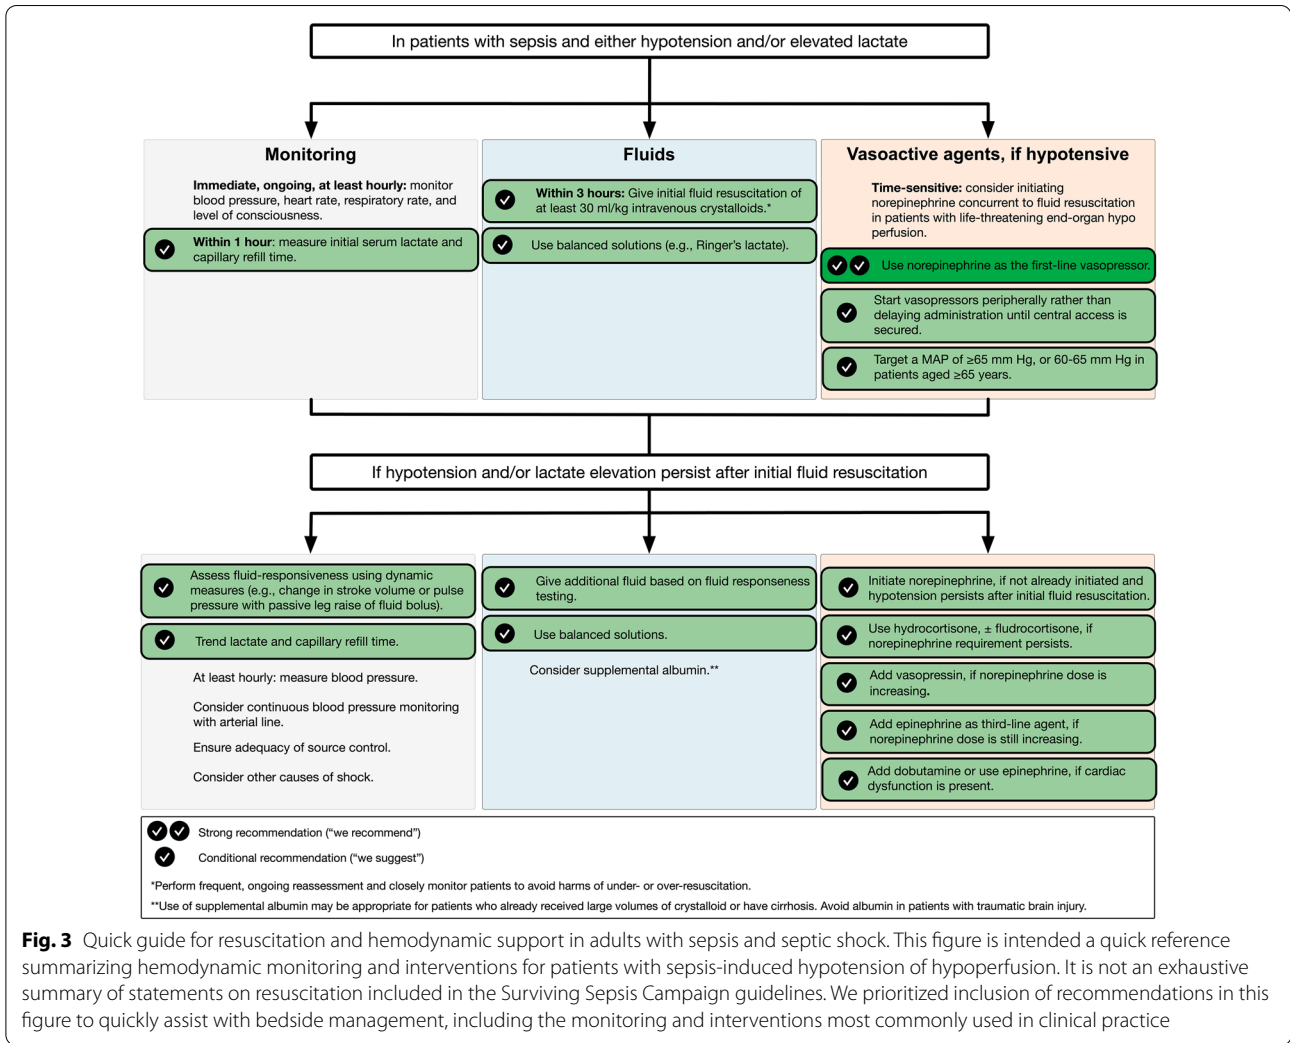 In patients with sepsis and either hypotension and/or elevated lactate
Monitoring
Immediate, ongoing, at least hourly: monitor
blood pressure, heart rate, respiratory rate, and
level of consciousness.
Within 1 hour: measure initial serum lactate and
capillary refill time.
Fluids
Within 3 hours: Give initial fluid resuscitation of
at least 30 ml/kg intravenous crystalloids.*
Use balanced solutions (e.g., Ringer's lactate).
Vasoactive agents, if hypotensive
Time-sensitive: consider initiating
norepinephrine concurrent to fluid resuscitation
in patients with life-threatening end-organ hypo
perfusion.
Use norepinephrine as the first-line vasopressor.
Start vasopressors peripherally rather than
delaying administration until central access is
secured.
Target a MAP of ≥65 mm Hg, or 60-65 mm Hg in
patients aged ≥65 years.
If hypotension and/or lactate elevation persist after initial fluid resuscitation
Assess fluid-responsiveness using dynamic
measures (e.g., change in stroke volume or pulse
pressure with passive leg raise of fluid bolus).
Trend lactate and capillary refill time.
At least hourly: measure blood pressure.
Consider continuous blood pressure monitoring
with arterial line.
Ensure adequacy of source control.
Consider other causes of shock.
Give additional fluid based on fluid responseness
testing.
Use balanced solutions.
Consider supplemental albumin.**
Initiate norepinephrine, if not already initiated and
hypotension persists after initial fluid resuscitation.
Use hydrocortisone, ± fludrocortisone, if
norepinephrine requirement persists.
Add vasopressin, if norepinephrine dose is
increasing.
Add epinephrine as third-line agent, if
norepinephrine dose is still increasing.
Add dobutamine or use epinephrine, if cardiac
dysfunction is present.
Strong recommendation ("we recommend")
Conditional recommendation ("we suggest")
*Perform frequent, ongoing reassessment and closely monitor patients to avoid harms of under- or over-resuscitation.
**Use of supplemental albumin may be appropriate for patients who already received large volumes of crystalloid or have cirrhosis. Avoid albumin in patients with traumatic brain injury.
Fig. 3 Quick guide for resuscitation and hemodynamic support in adults with sepsis and septic shock. This figure is intended a quick reference
summarizing hemodynamic monitoring and interventions for patients with sepsis-induced hypotension of hypoperfusion. It is not an exhaustive
summary of statements on resuscitation included in the Surviving Sepsis Campaign guidelines. We prioritized inclusion of recommendations in this
figure to quickly assist with bedside management, including the monitoring and interventions most commonly used in clinical practice